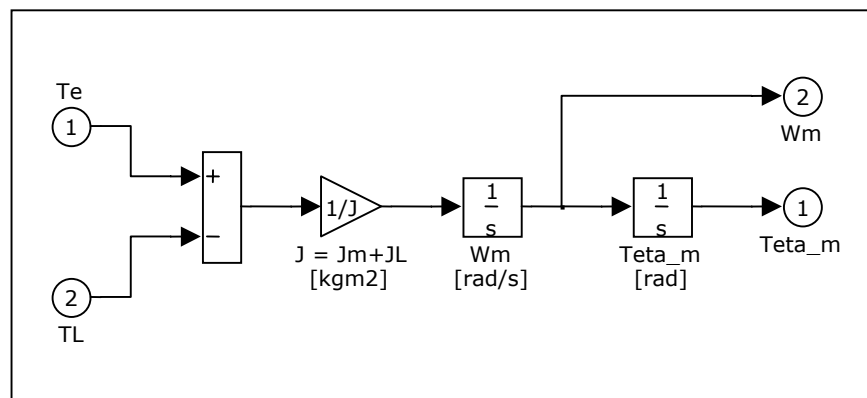 Te
1
2
Wm
+
1/J
1
s
1
s
1
Teta_m
−
J = Jm+JL
[kgm2]
Wm
[rad/s]
Teta_m
[rad]
2
TL